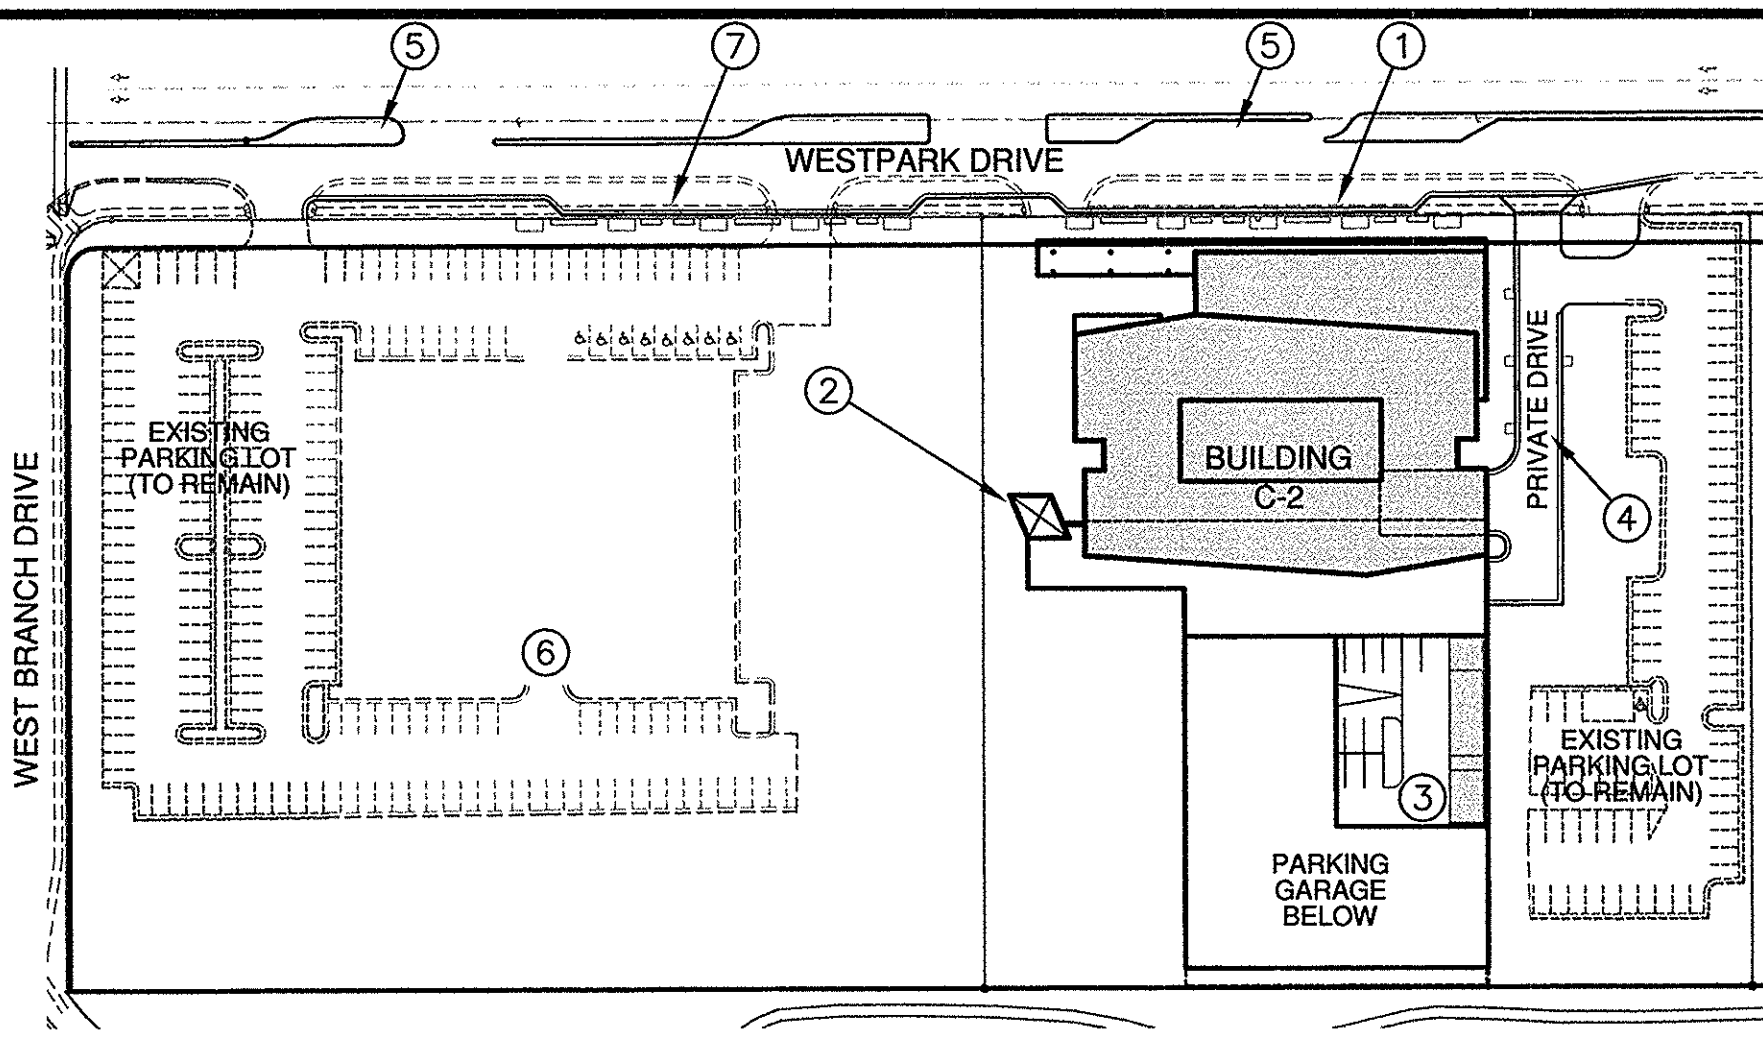 5
7
5
1
WESTPARK DRIVE
2
EXISTING
PARKING LOT
(TO REMAIN)
BUILDING
C-2
PRIVATE DRIVE
4
WEST BRANCH DRIVE
6
3
EXISTING
PARKING LOT
(TO REMAIN)
PARKING
GARAGE
BELOW